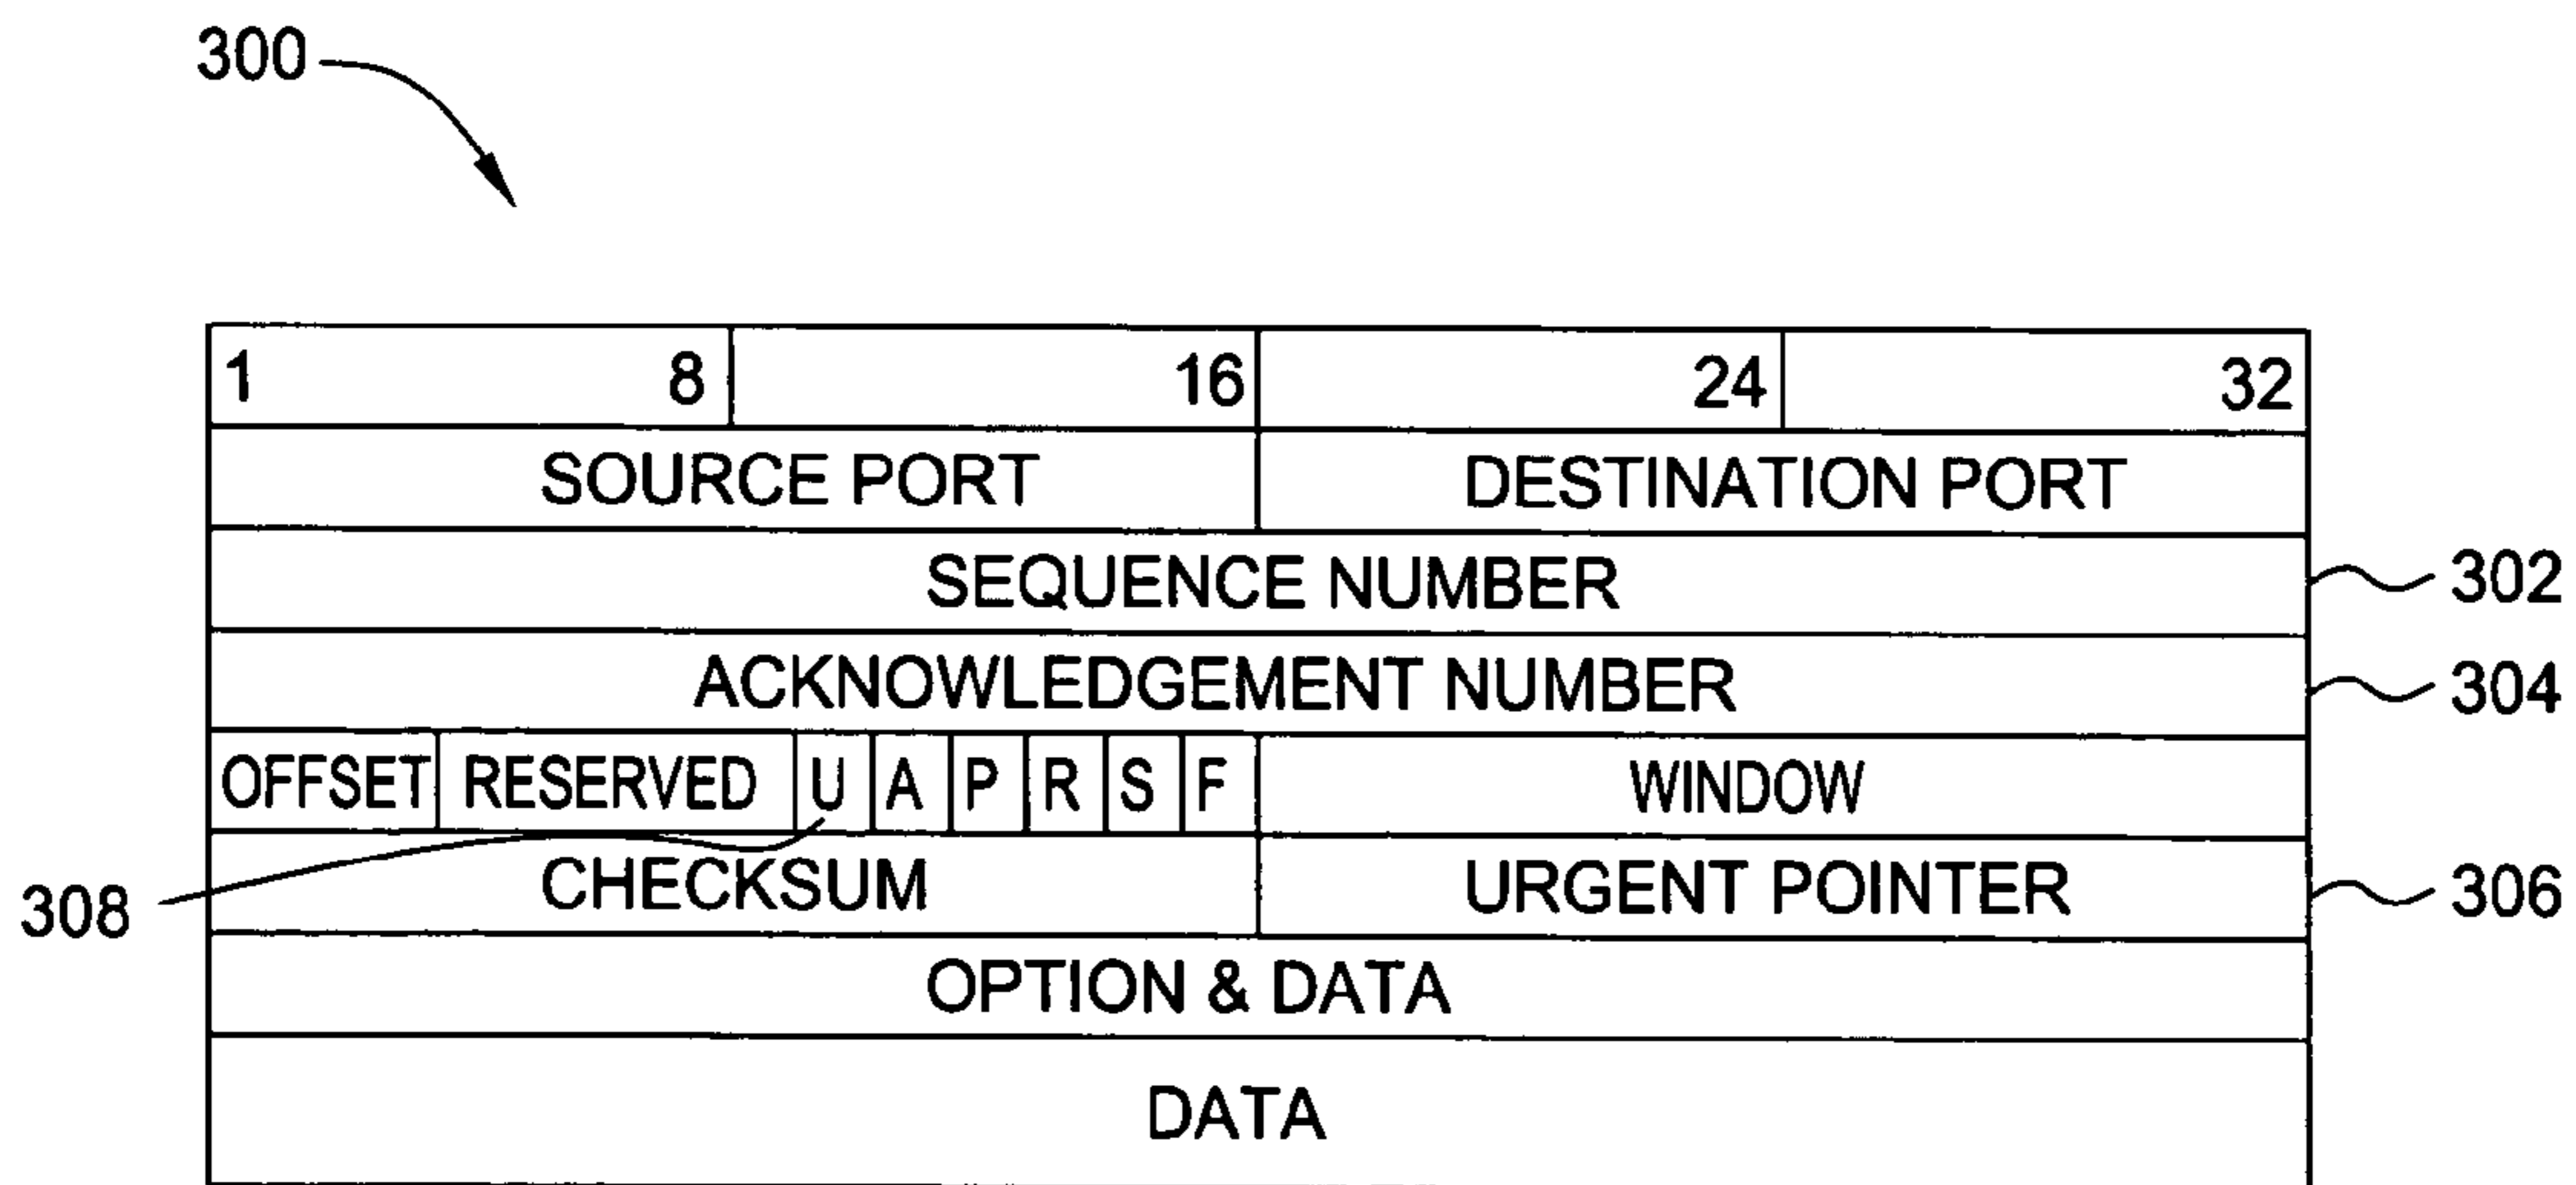 300
1 8 16 24 32
SOURCE PORT DESTINATION PORT
SEQUENCE NUMBER 302
ACKNOWLEDGEMENT NUMBER 304
OFFSET RESERVED U A P R S F WINDOW
308 CHECKSUM URGENT POINTER 306
OPTION & DATA
DATA